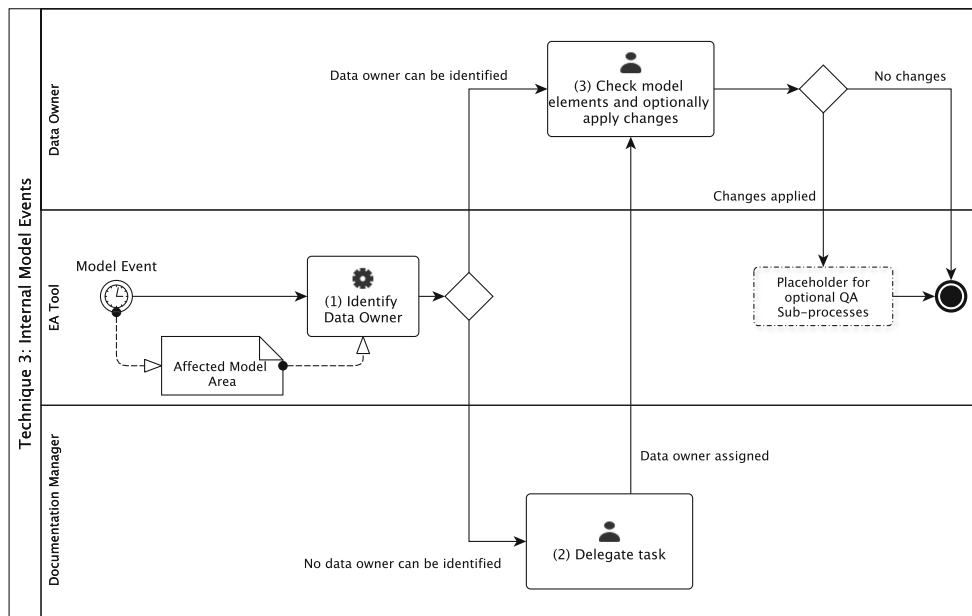 Technique 3: Internal Model Events
Data Owner
Data owner can be identified
(3) Check model
elements and optionally
apply changes
No changes
Changes applied
EA Tool
Model Event
(1) Identify
Data Owner
Affected Model
Area
Placeholder for
optional QA
Sub-processes
Documentation Manager
Data owner assigned
No data owner can be identified
(2) Delegate task